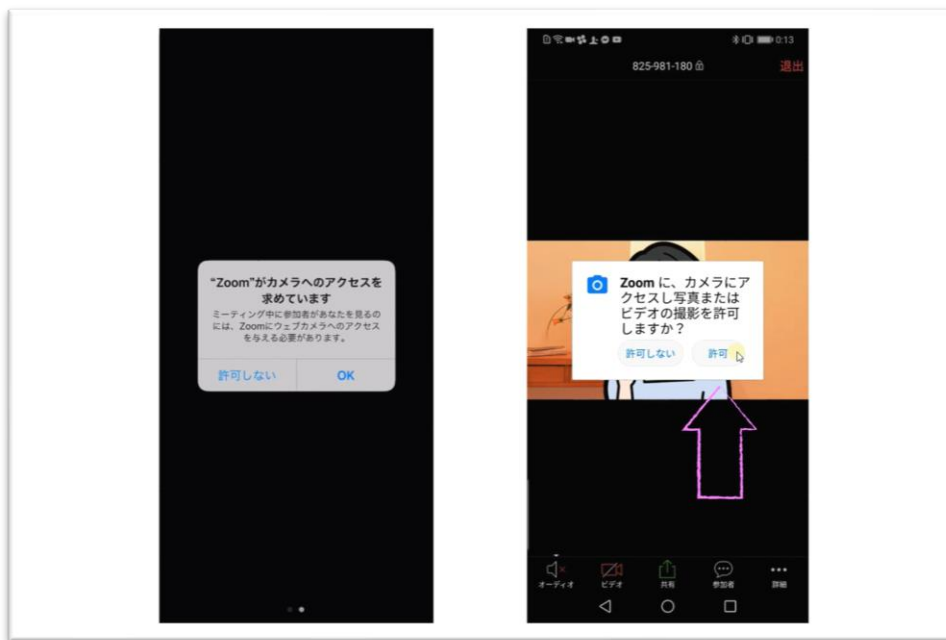 “Zoom”がカメラへのアクセスを
求めています
ミーティング中に参加者があなたを見るの
には、Zoomにウェブカメラへのアクセス
を与える必要があります。
許可しない
OK
0:13
825-981-180
退出
Zoom に、カメラにア
クセスし写真または
ビデオの撮影を許可
しますか？
許可しない
許可
オーディオ
ビデオ
共有
参加者
詳細